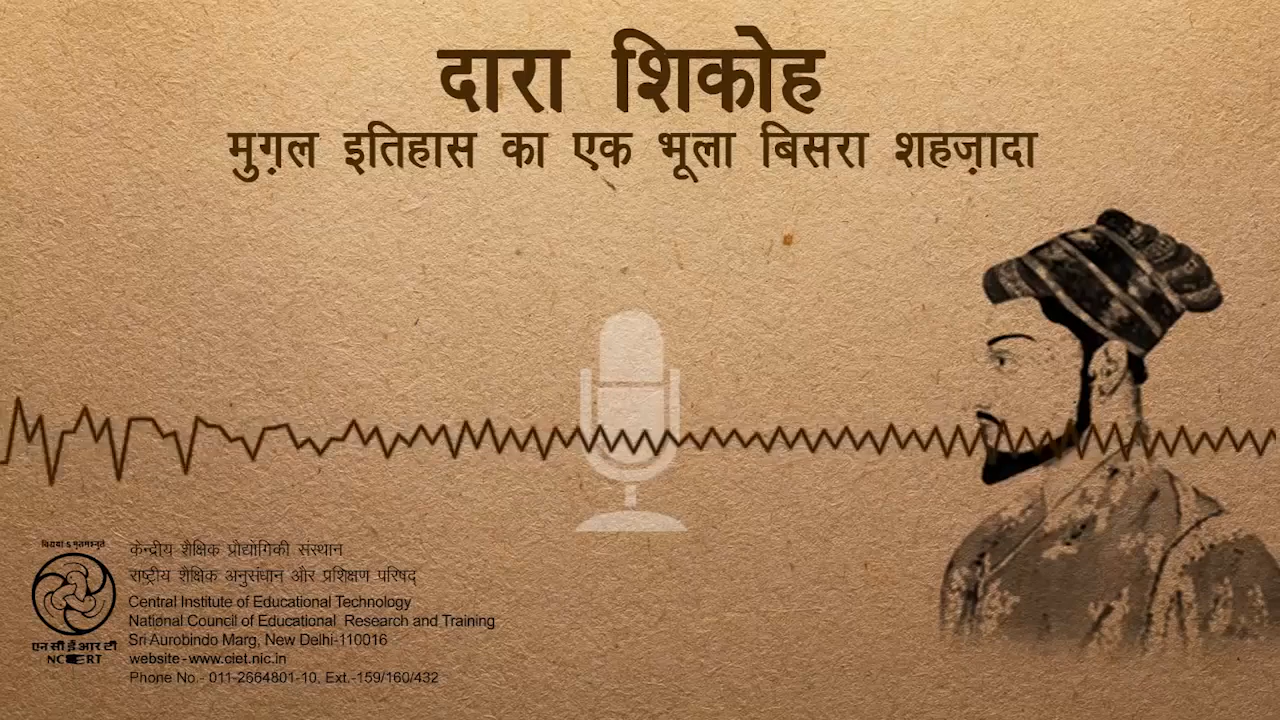 दारा शिकोह
मुग़ल इतिहास का एक भूला बिसरा शहज़ादा
विद्यया ऽ मृतमश्नुते
एन सी ई आर टी
NCERT
केन्द्रीय शैक्षिक प्रौद्योगिकी संस्थान
राष्ट्रीय शैक्षिक अनुसंधान और प्रशिक्षण परिषद्
Central Institute of Educational Technology
National Council of Educational Research and Training
Sri Aurobindo Marg, New Delhi-110016
website - www.ciet.nic.in
Phone No.- 011-2664801-10, Ext.-159/160/432